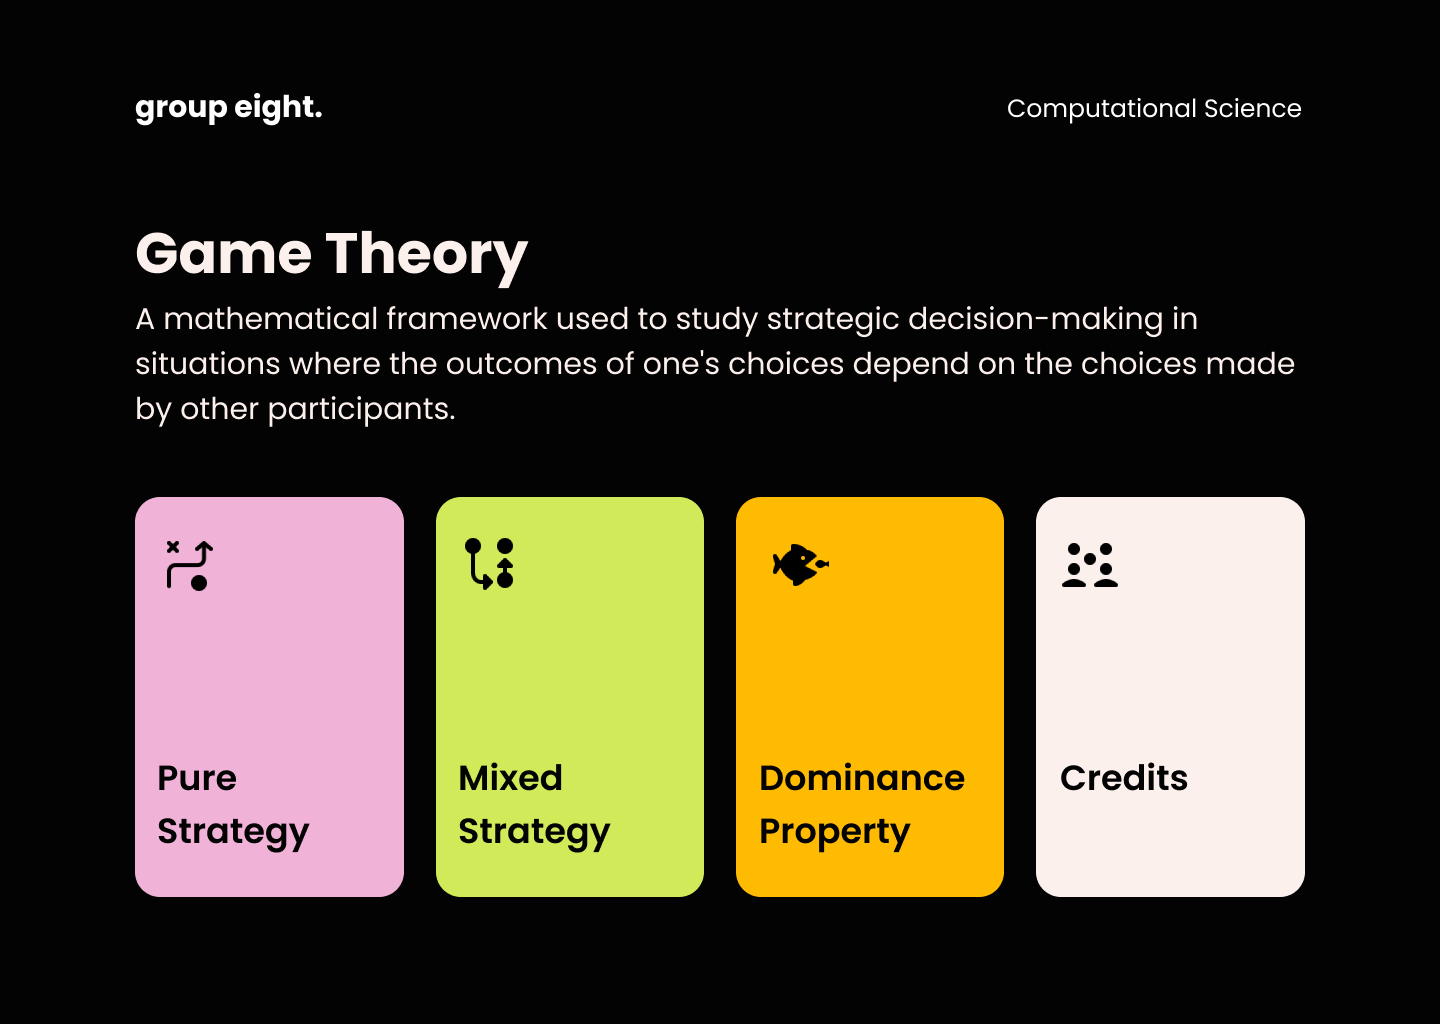 group eight.
Computational Science
Game Theory
A mathematical framework used to study strategic decision-making in
situations where the outcomes of one's choices depend on the choices made
by other participants.
Pure
Strategy
Mixed
Strategy
Dominance
Property
Credits